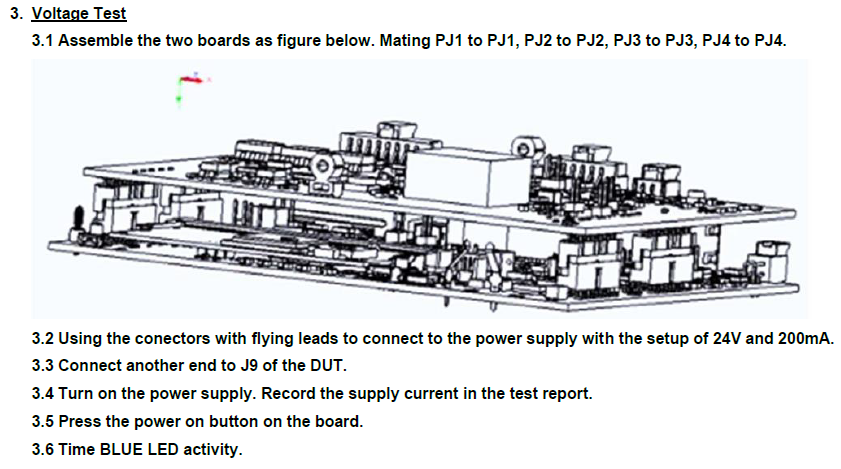 3. Voltage Test
3.1 Assemble the two boards as figure below. Mating PJ1 to PJ1, PJ2 to PJ2, PJ3 to PJ3, PJ4 to PJ4.
3.2 Using the conectors with flying leads to connect to the power supply with the setup of 24V and 200mA.
3.3 Connect another end to J9 of the DUT.
3.4 Turn on the power supply. Record the supply current in the test report.
3.5 Press the power on button on the board.
3.6 Time BLUE LED activity.